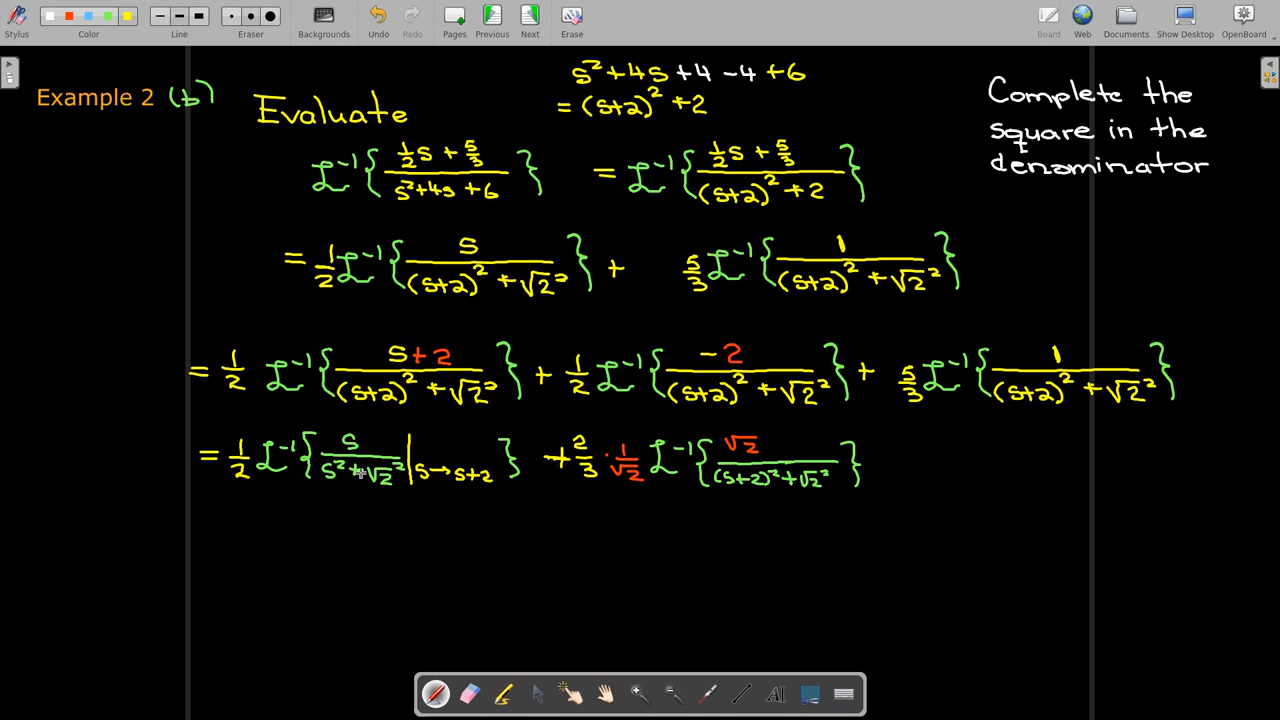 Stylus Color Line Eraser Backgrounds Undo Redo Pages Previous Next Erase Board Web Documents Show Desktop OpenBoard
s² + 4s + 4 - 4 + 6
Example 2 (b) Evaluate = (s+2)² + 2
Complete the
square in the
denominator
ℒ⁻¹{ (1/2 s + 5/3) / (s² + 4s + 6) } = ℒ⁻¹{ (1/2 s + 5/3) / ((s+2)² + 2) }
= 1/2 ℒ⁻¹{ s / ((s+2)² + √2²) } + 5/3 ℒ⁻¹{ 1 / ((s+2)² + √2²) }
= 1/2 ℒ⁻¹{ (s + 2) / ((s+2)² + √2²) } + 1/2 ℒ⁻¹{ -2 / ((s+2)² + √2²) } + 5/3 ℒ⁻¹{ 1 / ((s+2)² + √2²) }
= 1/2 ℒ⁻¹{ s / (s² + √2²) | s→s+2 } + 2/3 · 1/√2 ℒ⁻¹{ √2 / ((s+2)² + √2²) }
AI